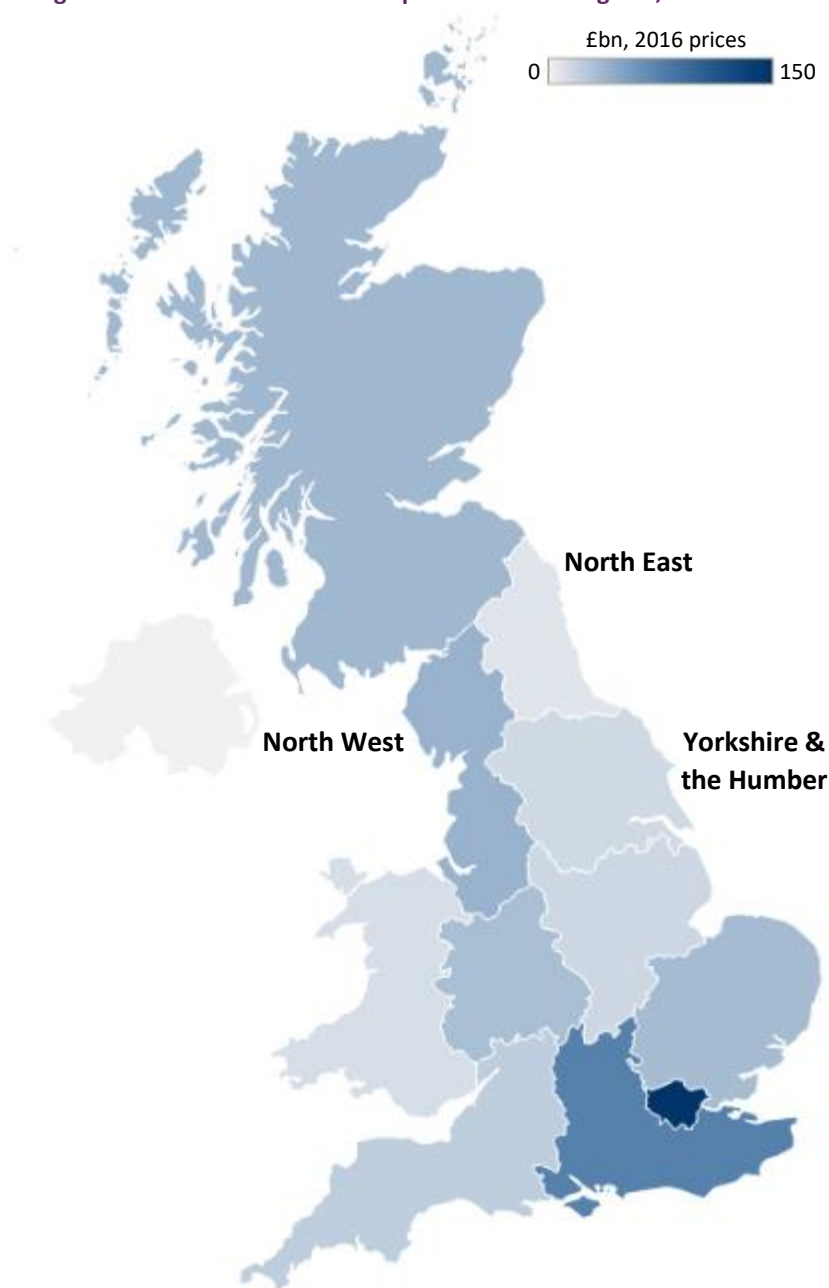 £bn, 2016 prices
0 150
North East
North West
Yorkshire &
the Humber